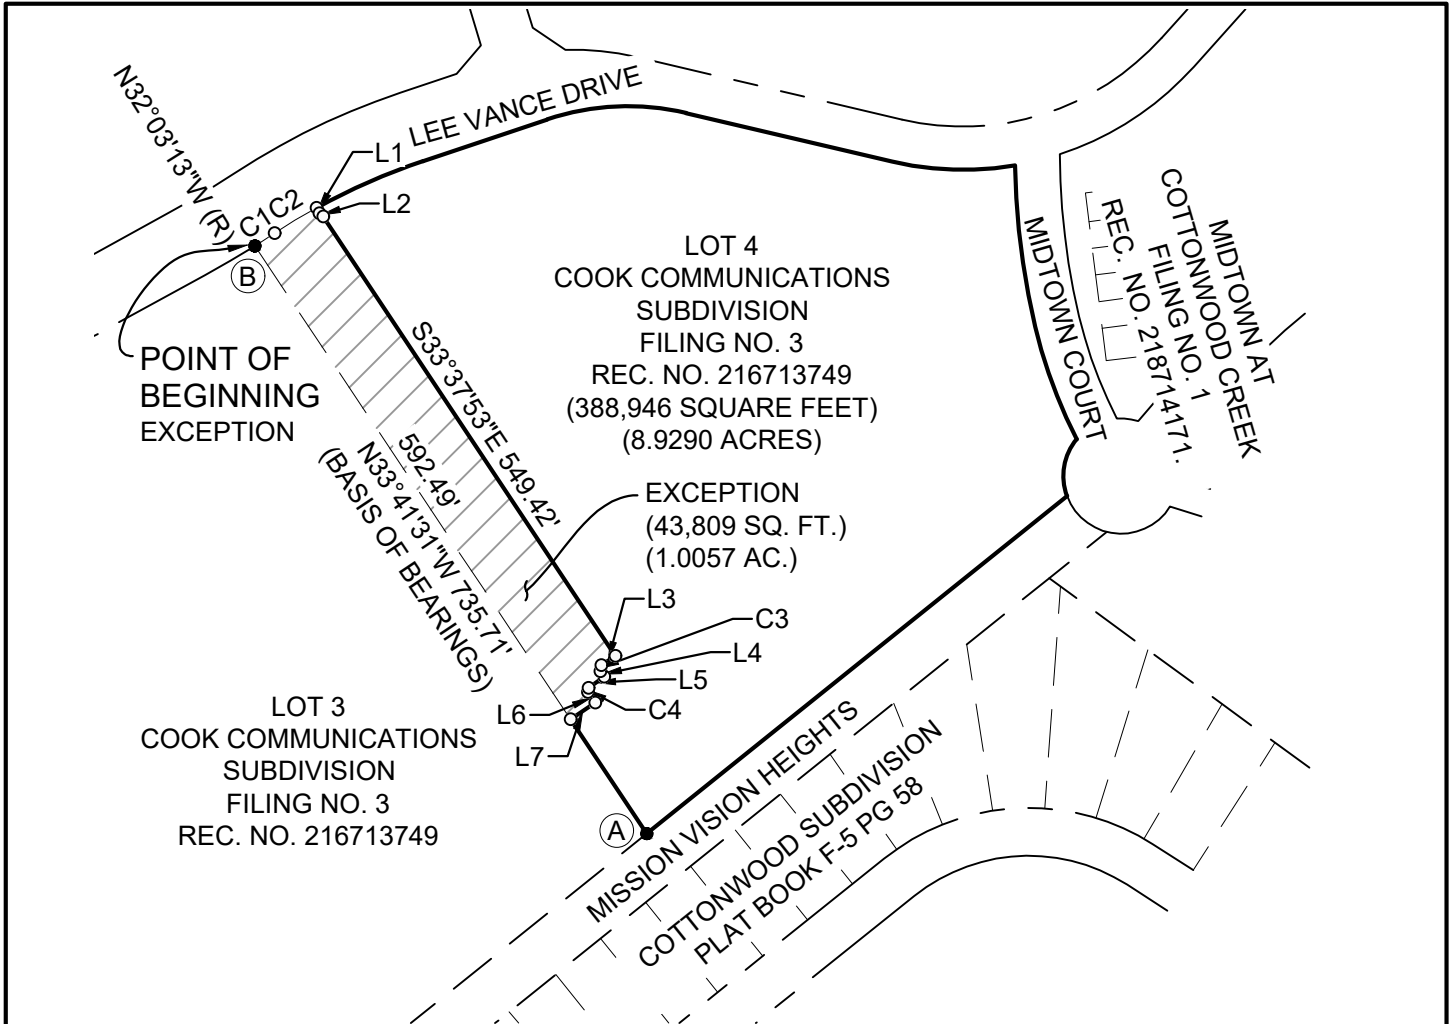 N32°03'13"W (R)
LEE VANCE DRIVE
L1
L2
C1
C2
B
POINT OF
BEGINNING
EXCEPTION
LOT 4
COOK COMMUNICATIONS
SUBDIVISION
FILING NO. 3
REC. NO. 216713749
(388,946 SQUARE FEET)
(8.9290 ACRES)
MIDTOWN COURT
MIDTOWN AT
COTTONWOOD CREEK
FILING NO. 1
REC. NO. 218714171.
S33°37'53"E 549.42'
592.49'
N33°41'31"W 735.71'
(BASIS OF BEARINGS)
EXCEPTION
(43,809 SQ. FT.)
(1.0057 AC.)
L3
C3
L4
L5
C4
L6
L7
LOT 3
COOK COMMUNICATIONS
SUBDIVISION
FILING NO. 3
REC. NO. 216713749
A
MISSION VISION HEIGHTS
COTTONWOOD SUBDIVISION
PLAT BOOK F-5 PG 58